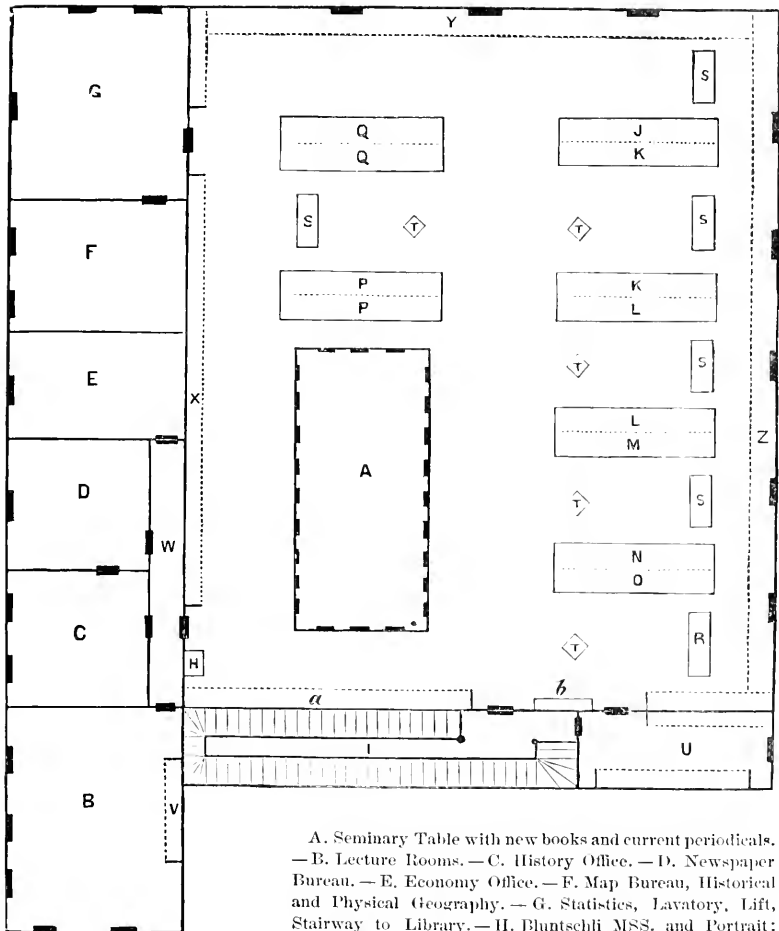 Y
G
S
Q
Q
J
K
S
T
T
S
F
P
P
K
L
E
X
T
S
A
L
M
Z
D
W
T
S
N
O
C
H
T
R
a
b
I
U
B
V
A. Seminary Table with new books and current periodicals.
—B. Lecture Rooms.—C. History Office.—D. Newspaper
Bureau.—E. Economy Office.—F. Map Bureau, Historical
and Physical Geography.—G. Statistics, Lavatory, Lift,
Stairway to Library.—H. Bluntschli MSS. and Portrait;